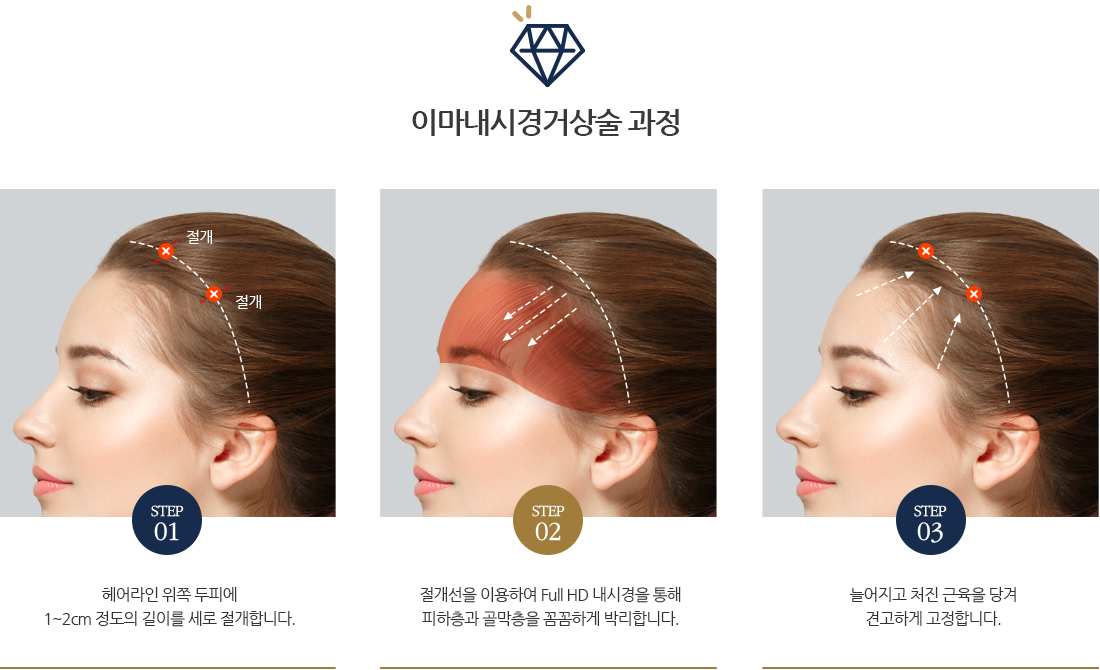 이마내시경거상술 과정
절개
절개
STEP
01
헤어라인 위쪽 두피에
1~2cm 정도의 길이를 세로 절개합니다.
STEP
02
절개선을 이용하여 Full HD 내시경을 통해
피하층과 골막층을 꼼꼼하게 박리합니다.
STEP
03
늘어지고 처진 근육을 당겨
견고하게 고정합니다.